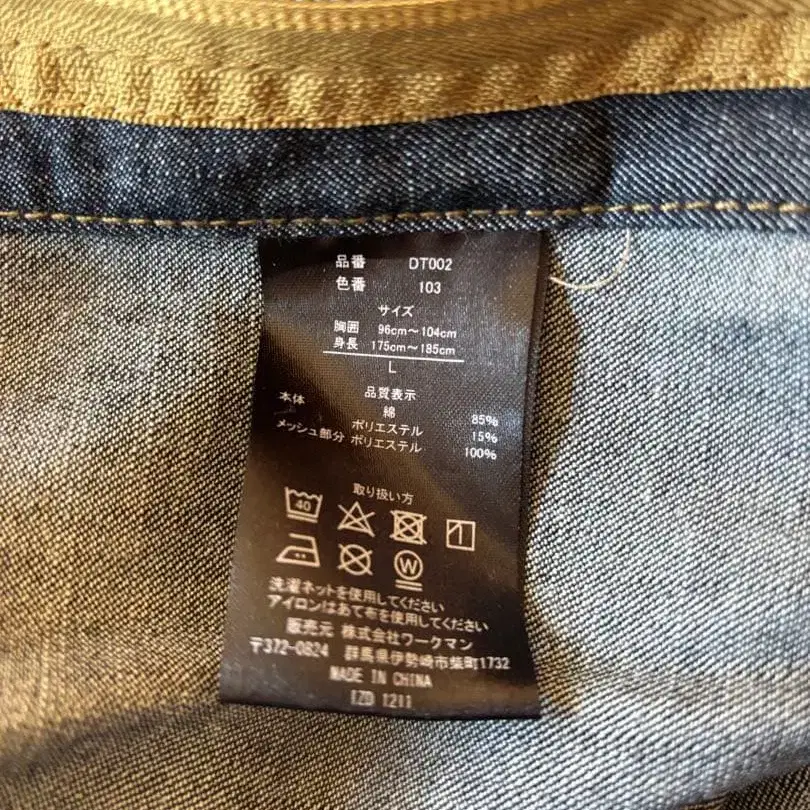 品番 DT002
色番 103
サイズ
胸囲 96cm～104cm
身長 175cm～185cm
L
品質表示
本体 綿 85%
ポリエステル 15%
メッシュ部分 ポリエステル 100%
取り扱い方
40
W
洗濯ネットを使用してください
アイロンはあて布を使用してください
販売元 株式会社ワークマン
〒372-0824 群馬県伊勢崎市柴町1732
MADE IN CHINA
IZD 1211